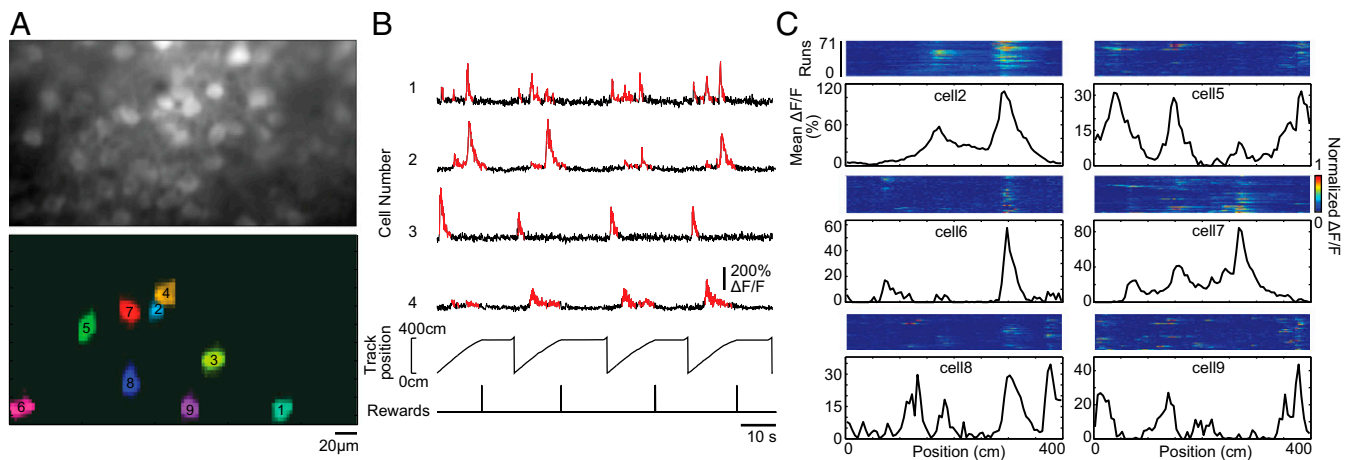 A
4
7
2
5
3
8
6
9
1
20μm
B
Cell Number
1
2
3
4
200%
ΔF/F
Track
position
400cm
0cm
Rewards
10 s
C
Runs
71
0
Mean ΔF/F
(%)
120
60
0
cell2
30
15
0
cell5
Normalized ΔF/F
1
0
60
40
20
0
cell6
80
40
0
cell7
30
15
0
cell8
0
Position (cm)
400
40
20
0
cell9
0
Position (cm)
400